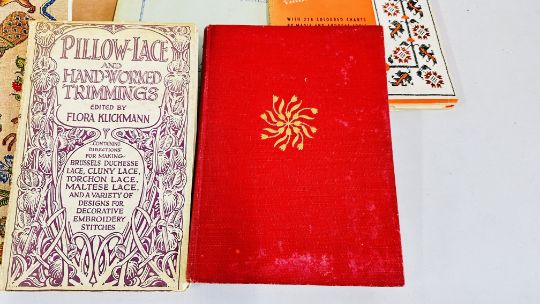 PILLOW-LACE
AND
HAND-WORKED
TRIMMINGS
EDITED BY
FLORA KLICKMANN
CONTAINING
DIRECTIONS
FOR MAKING
BRUSSELS DUCHESSE
LACE, CLUNY LACE,
TORCHON LACE,
MALTESE LACE,
AND A VARIETY OF
DESIGNS FOR
DECORATIVE
EMBROIDERY
STITCHES
WITH 278 COLOURED CHARTS